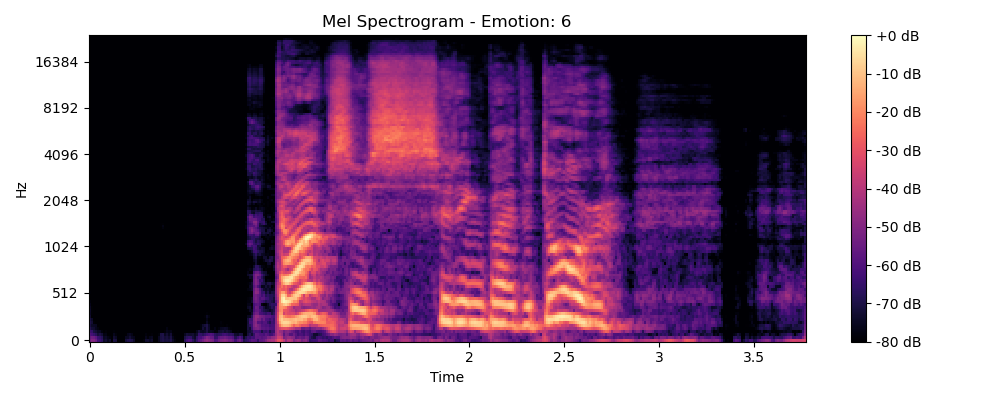 Mel Spectrogram - Emotion: 6
Hz
16384
8192
4096
2048
1024
512
0
0 0.5 1 1.5 2 2.5 3 3.5
Time
+0 dB
-10 dB
-20 dB
-30 dB
-40 dB
-50 dB
-60 dB
-70 dB
-80 dB